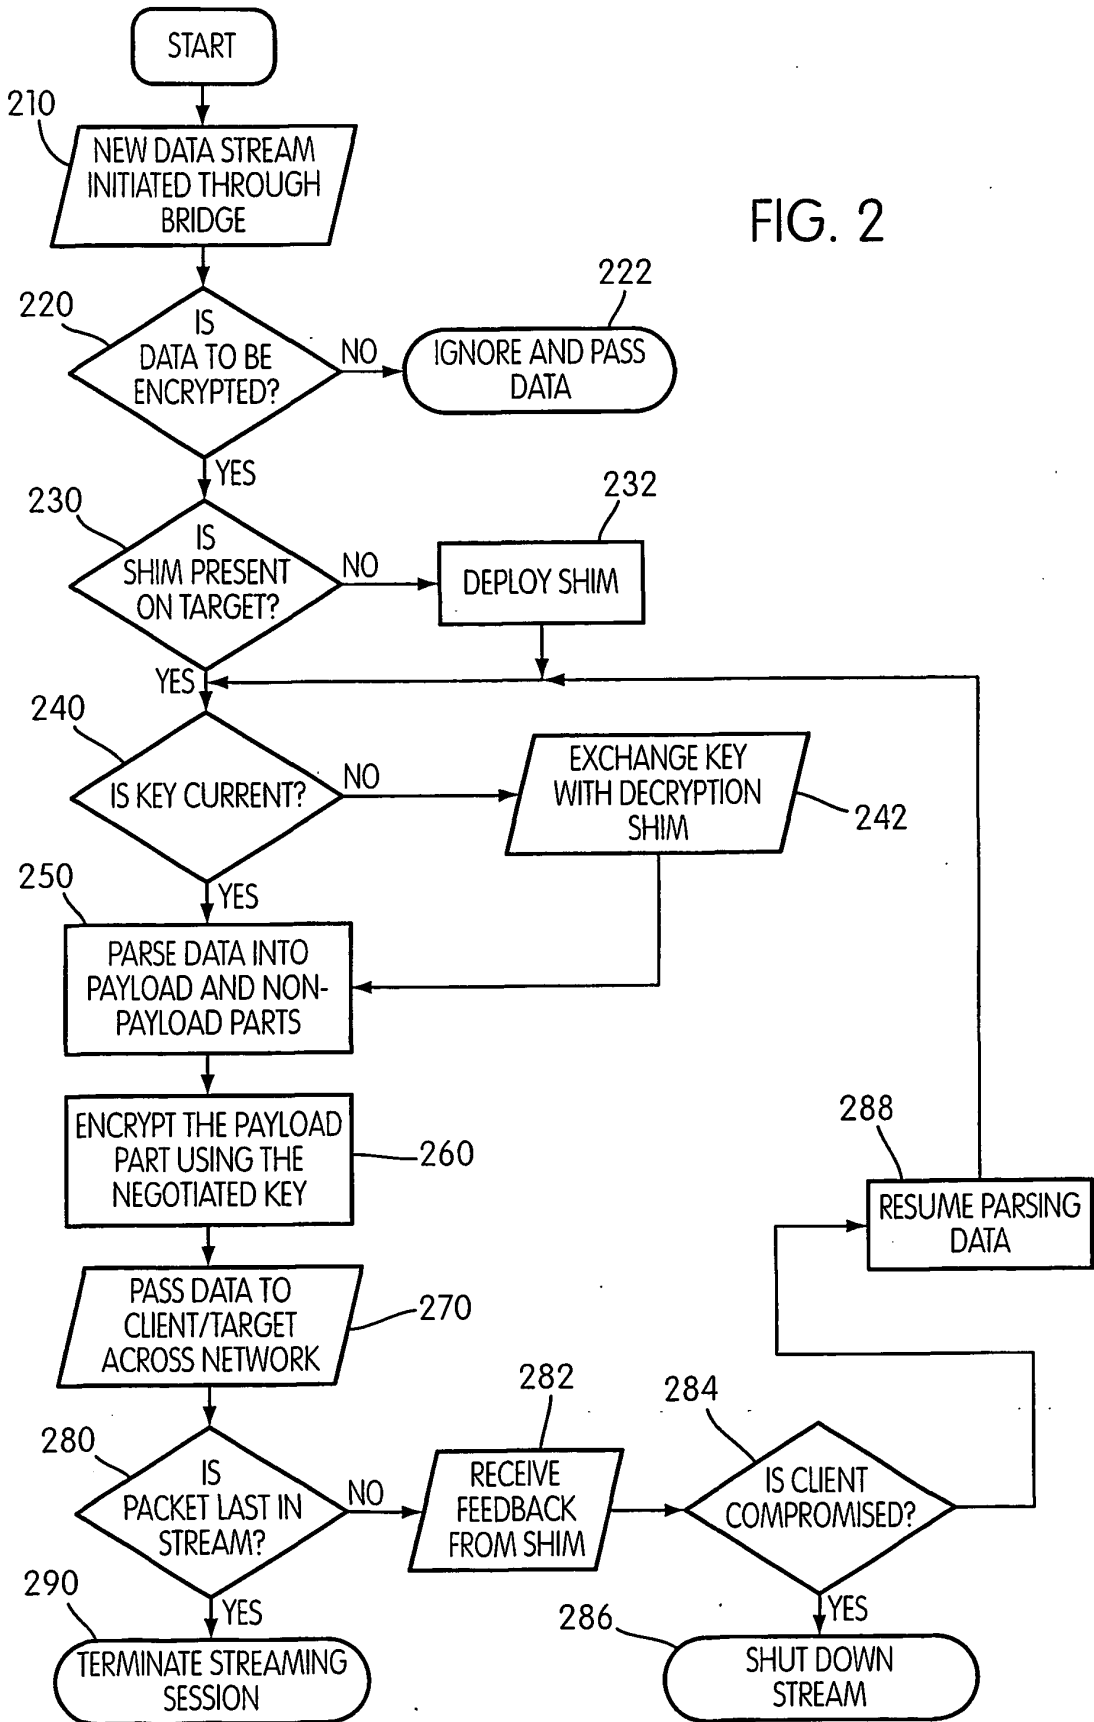 START
210
NEW DATA STREAM
INITIATED THROUGH
BRIDGE
FIG. 2
220
IS
DATA TO BE
ENCRYPTED?
NO
222
IGNORE AND PASS
DATA
YES
230
IS
SHIM PRESENT
ON TARGET?
NO
232
DEPLOY SHIM
YES
240
IS KEY CURRENT?
NO
EXCHANGE KEY
WITH DECRYPTION
SHIM
242
YES
250
PARSE DATA INTO
PAYLOAD AND NON-
PAYLOAD PARTS
ENCRYPT THE PAYLOAD
PART USING THE
NEGOTIATED KEY
260
288
RESUME PARSING
DATA
PASS DATA TO
CLIENT/TARGET
ACROSS NETWORK
270
280
IS
PACKET LAST IN
STREAM?
NO
282
RECEIVE
FEEDBACK
FROM SHIM
284
IS CLIENT
COMPROMISED?
YES
290
TERMINATE STREAMING
SESSION
YES
286
SHUT DOWN
STREAM